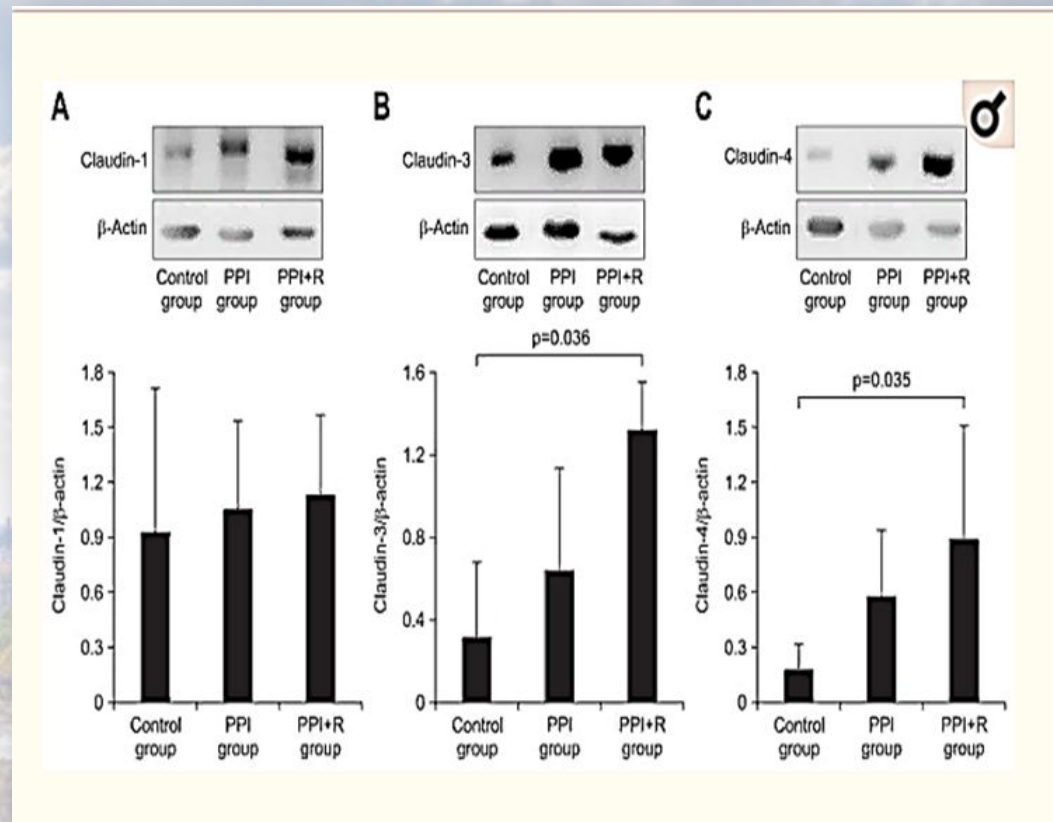 A
Claudin-1
β-Actin
Control group
PPI group
PPI+R group
1.8
1.5
1.2
0.9
0.6
0.3
0
Claudin-1/β-actin
Control group
PPI group
PPI+R group
B
Claudin-3
β-Actin
Control group
PPI group
PPI+R group
p=0.036
1.6
1.2
0.8
0.4
0
Claudin-3/β-actin
Control group
PPI group
PPI+R group
C
Claudin-4
β-Actin
Control group
PPI group
PPI+R group
p=0.035
1.8
1.5
1.2
0.9
0.6
0.3
0
Claudin-4/β-actin
Control group
PPI group
PPI+R group